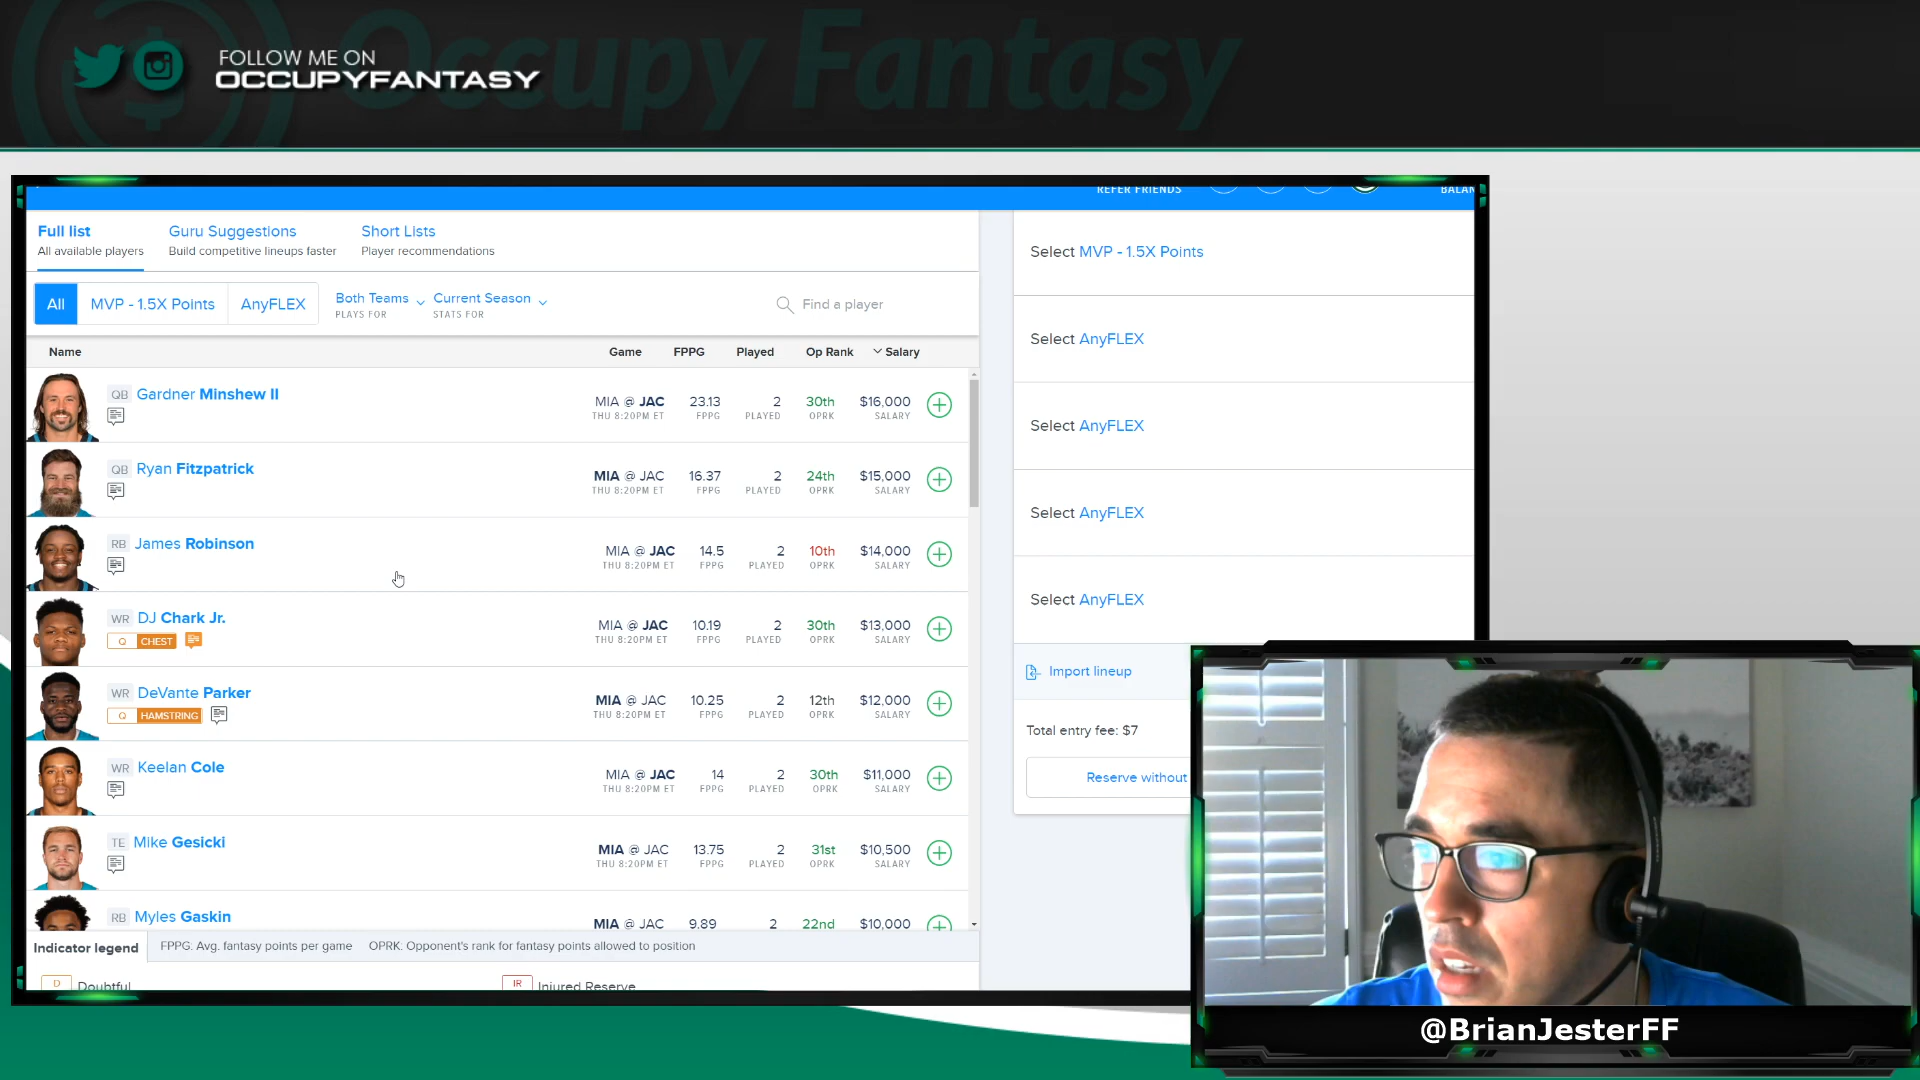 Occupy Fantasy
FOLLOW ME ON
OCCUPYFANTASY
REFER FRIENDS
Full list
All available players
Guru Suggestions
Build competitive lineups faster
Short Lists
Player recommendations
All
MVP - 1.5X Points
AnyFLEX
Both Teams
PLAYS FOR
Current Season
STATS FOR
Find a player
Name Game FPPG Played Op Rank Salary
QB Gardner Minshew II MIA @ JAC 23.13 2 30th $16,000
THU 8:20PM ET FPPG PLAYED OPRK SALARY
QB Ryan Fitzpatrick MIA @ JAC 16.37 2 24th $15,000
THU 8:20PM ET FPPG PLAYED OPRK SALARY
RB James Robinson MIA @ JAC 14.5 2 10th $14,000
THU 8:20PM ET FPPG PLAYED OPRK SALARY
WR DJ Chark Jr. MIA @ JAC 10.19 2 30th $13,000
Q CHEST THU 8:20PM ET FPPG PLAYED OPRK SALARY
WR DeVante Parker MIA @ JAC 10.25 2 12th $12,000
Q HAMSTRING THU 8:20PM ET FPPG PLAYED OPRK SALARY
WR Keelan Cole MIA @ JAC 14 2 30th $11,000
THU 8:20PM ET FPPG PLAYED OPRK SALARY
TE Mike Gesicki MIA @ JAC 13.75 2 31st $10,500
THU 8:20PM ET FPPG PLAYED OPRK SALARY
RB Myles Gaskin MIA @ JAC 9.89 2 22nd $10,000
Indicator legend FPPG: Avg. fantasy points per game OPRK: Opponent's rank for fantasy points allowed to position
D Doubtful IR Injured Reserve
Select MVP - 1.5X Points
Select AnyFLEX
Select AnyFLEX
Select AnyFLEX
Select AnyFLEX
Import lineup
Total entry fee: $7
Reserve without
@BrianJesterFF